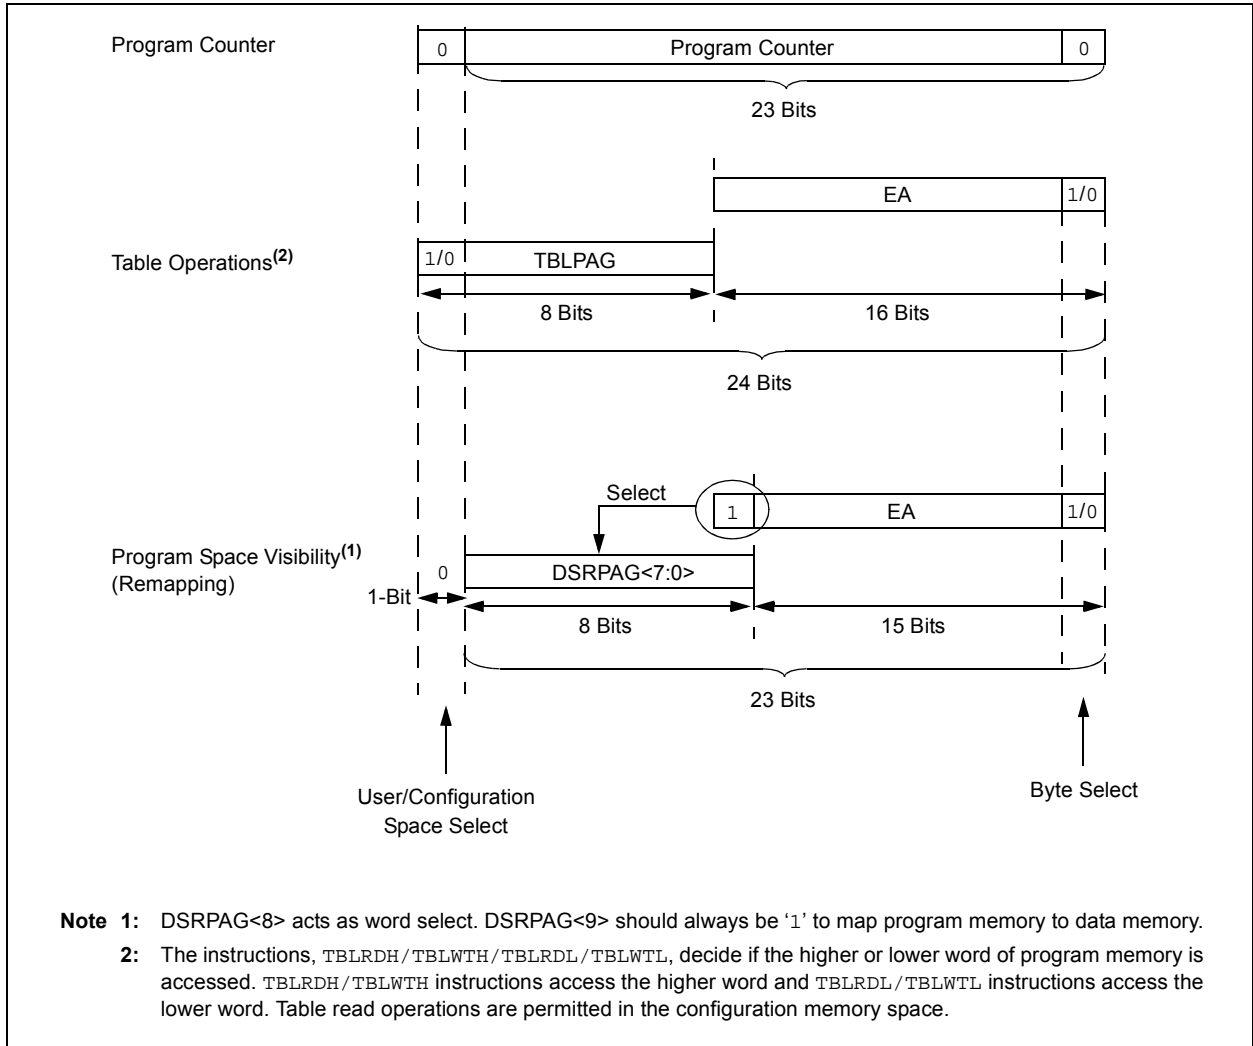 Program Counter
0
Program Counter
0
23 Bits
EA
1/0
Table Operations(2)
1/0
TBLPAG
8 Bits
16 Bits
24 Bits
Select
1
EA
1/0
Program Space Visibility(1)
(Remapping)
0
DSRPAG<7:0>
1-Bit
8 Bits
15 Bits
23 Bits
User/Configuration
Space Select
Byte Select
Note 1: DSRPAG<8> acts as word select. DSRPAG<9> should always be ‘1’ to map program memory to data memory.
2: The instructions, TBLRDH/TBLWTH/TBLRDL/TBLWTL, decide if the higher or lower word of program memory is
accessed. TBLRDH/TBLWTH instructions access the higher word and TBLRDL/TBLWTL instructions access the
lower word. Table read operations are permitted in the configuration memory space.